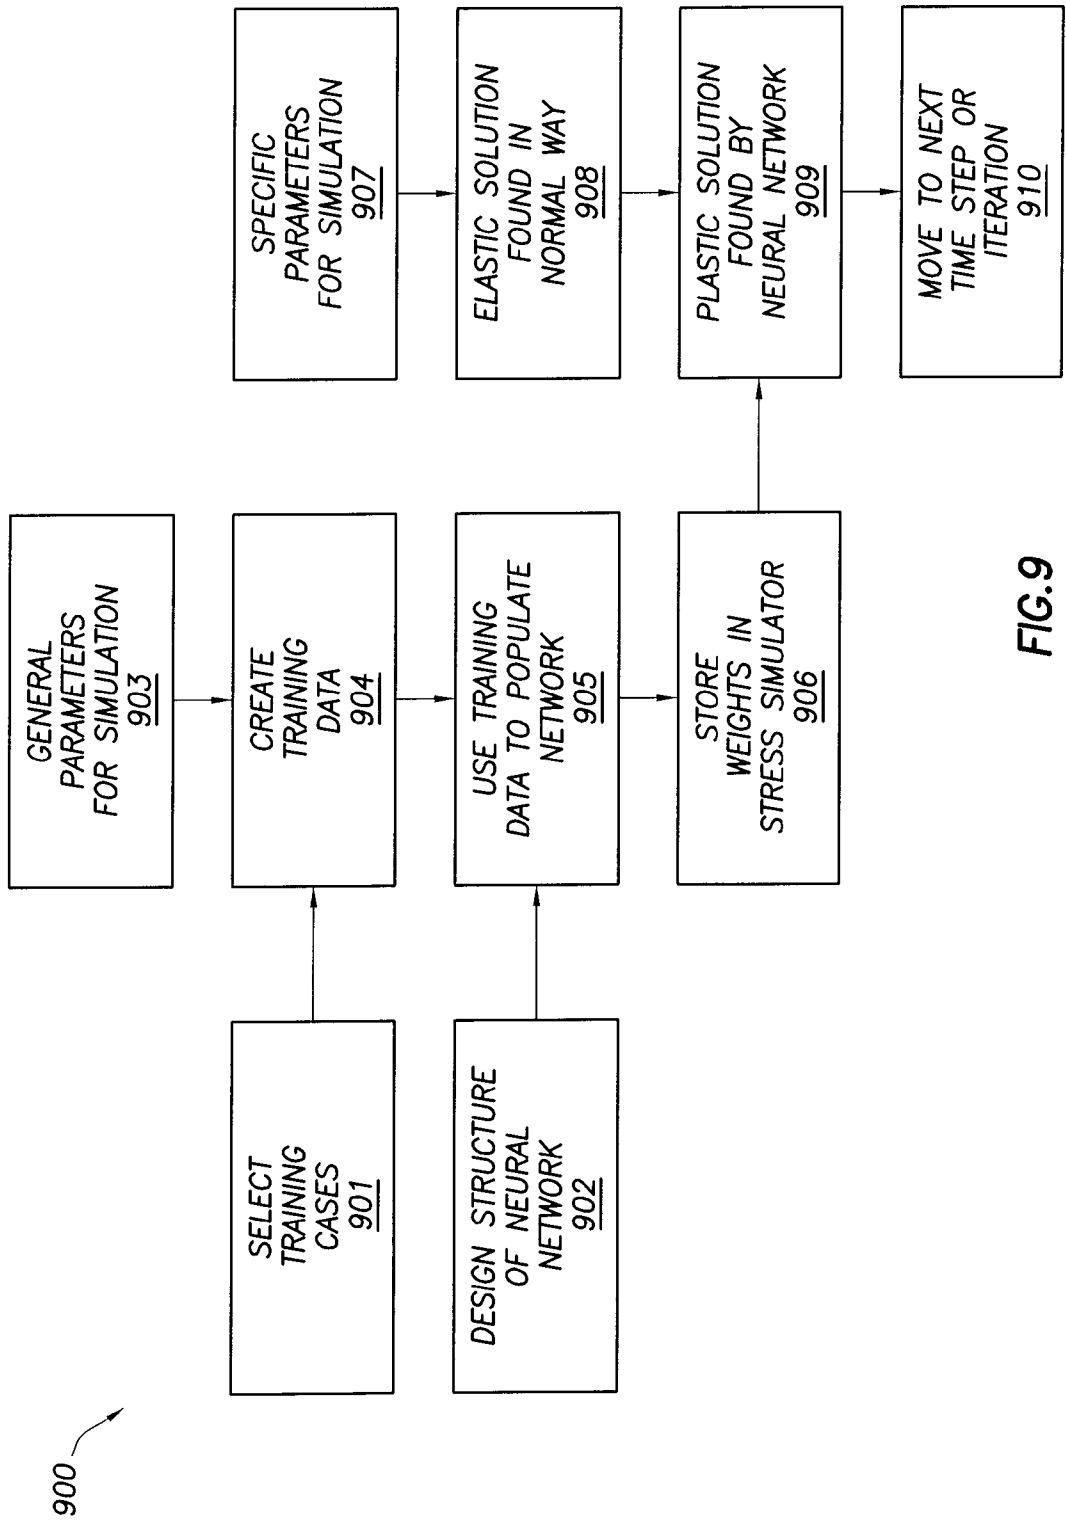 900
SELECT
TRAINING
CASES
901
DESIGN STRUCTURE
OF NEURAL
NETWORK
902
GENERAL
PARAMETERS
FOR SIMULATION
903
CREATE
TRAINING
DATA
904
USE TRAINING
DATA TO POPULATE
NETWORK
905
STORE
WEIGHTS IN
STRESS SIMULATOR
906
SPECIFIC
PARAMETERS
FOR SIMULATION
907
ELASTIC SOLUTION
FOUND IN
NORMAL WAY
908
PLASTIC SOLUTION
FOUND BY
NEURAL NETWORK
909
MOVE TO NEXT
TIME STEP OR
ITERATION
910
FIG.9